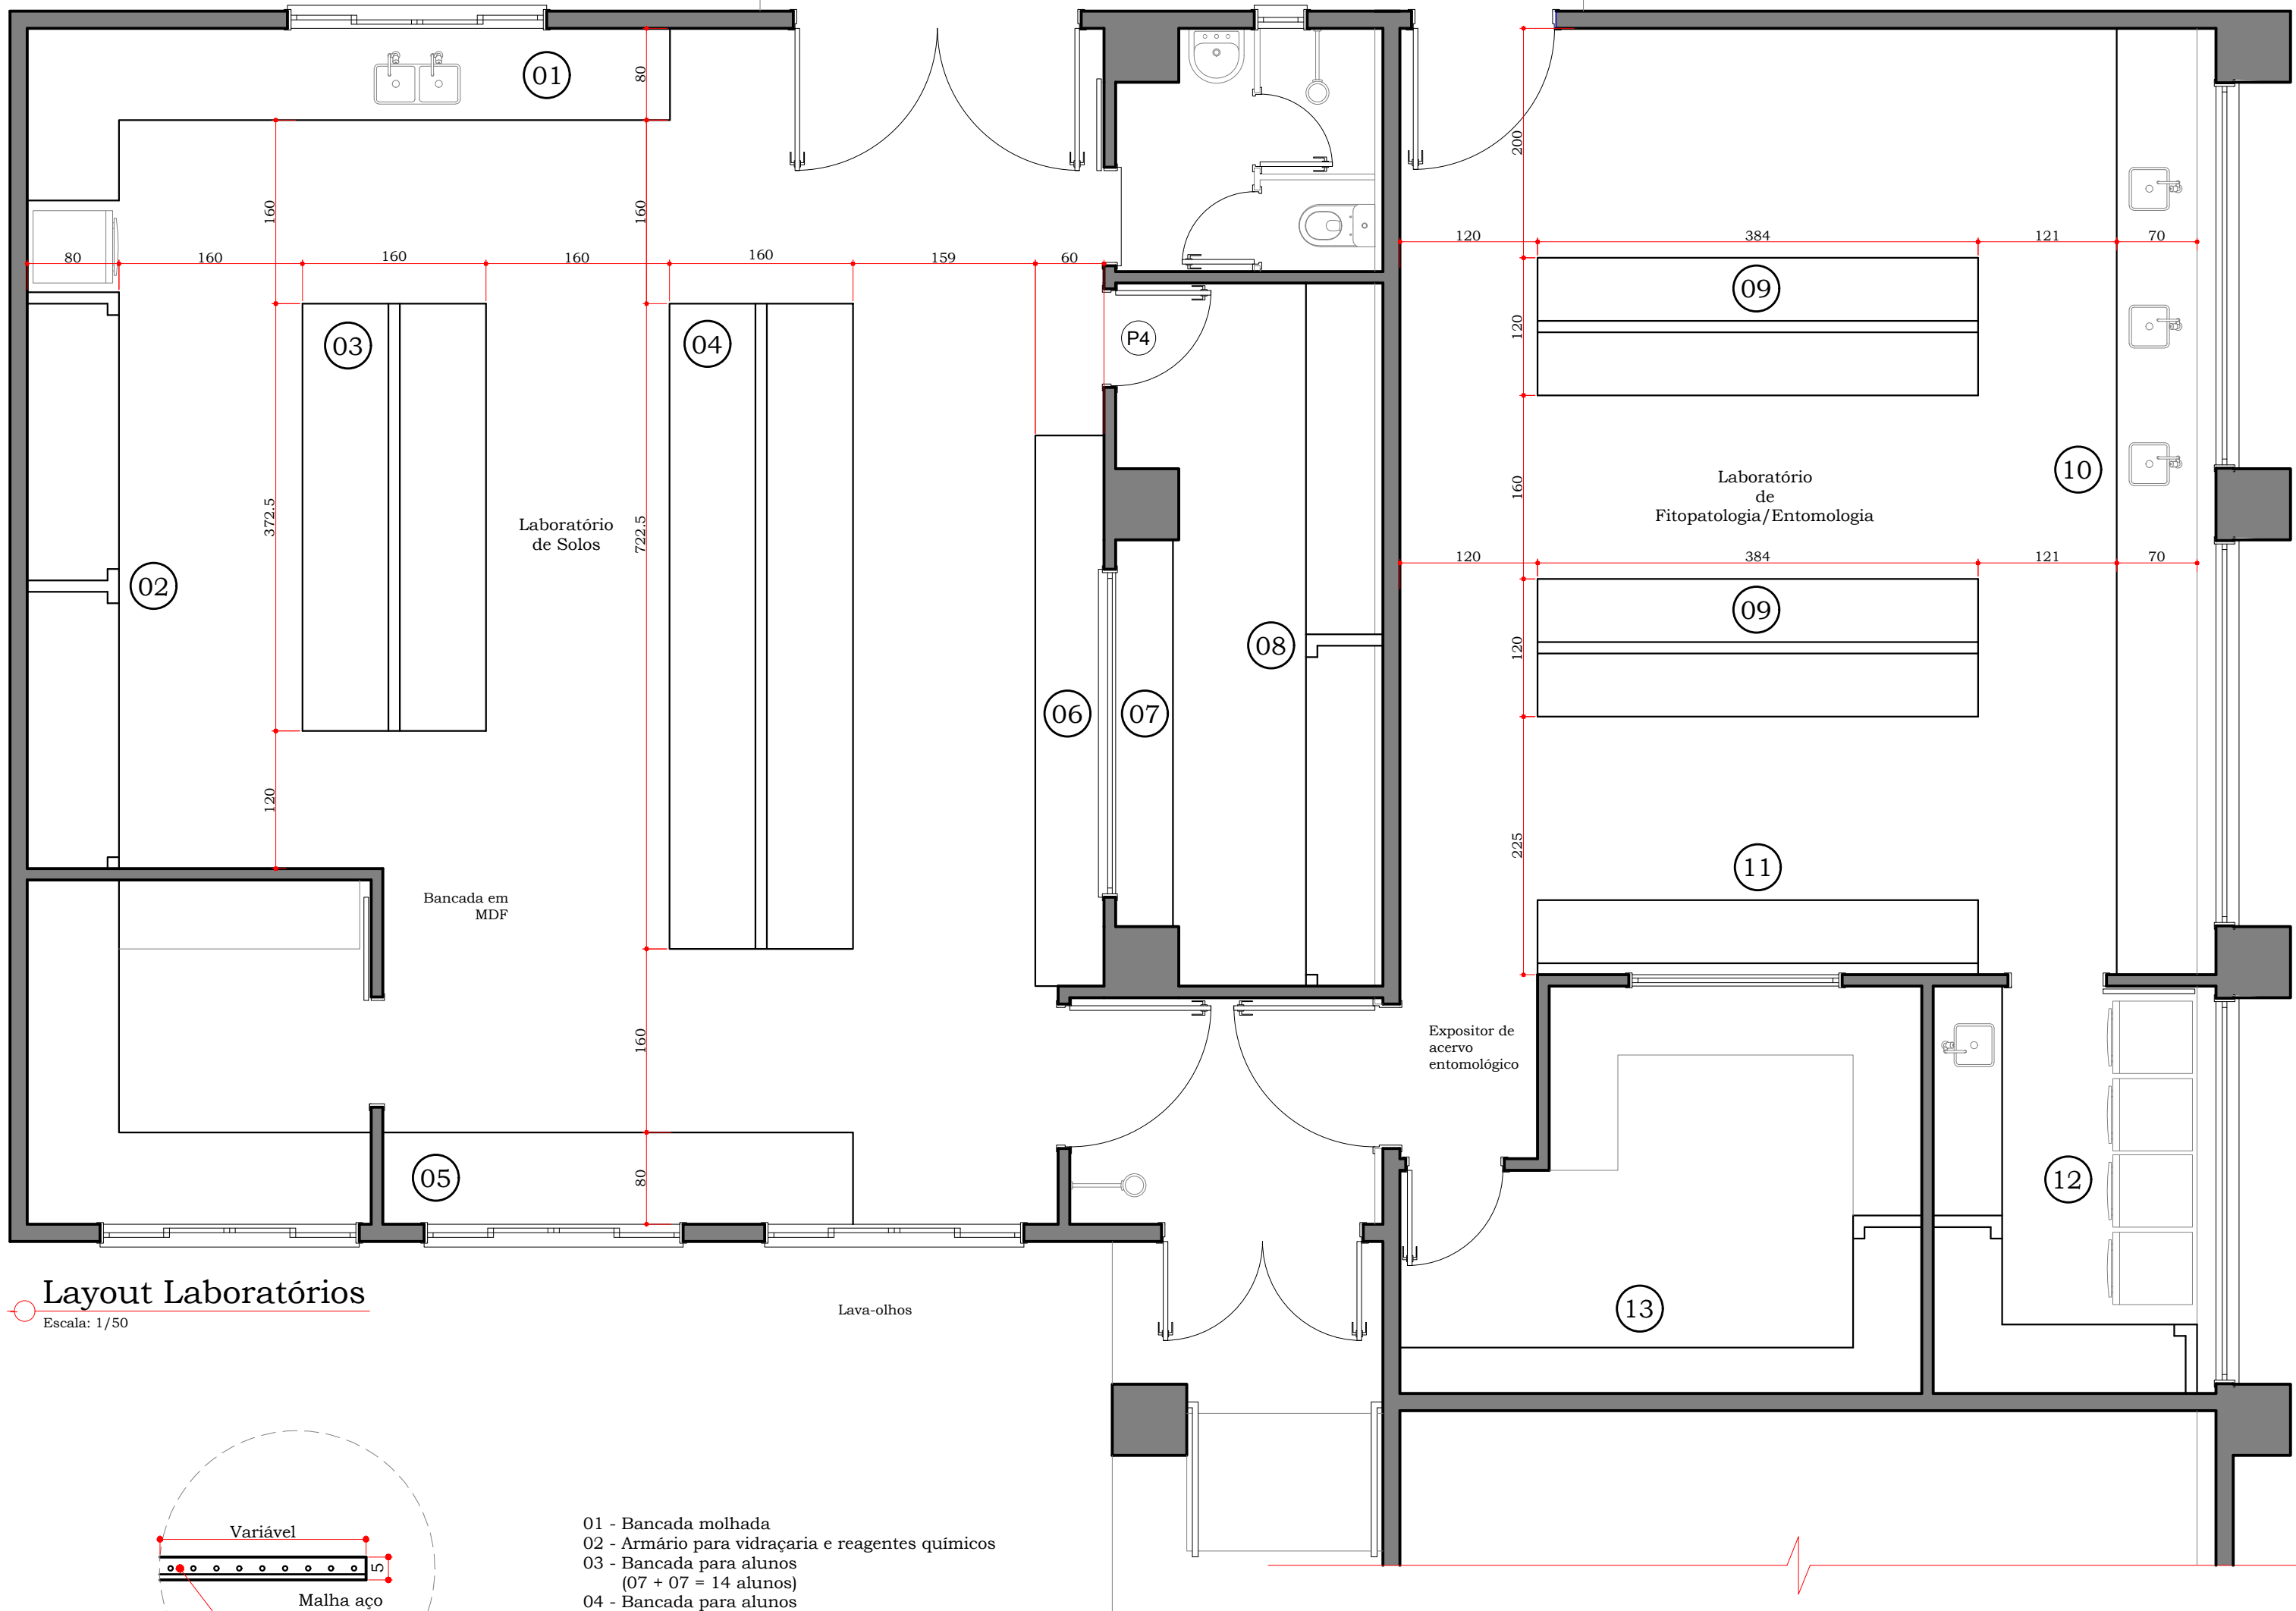 01
80
160
160
80
160
160
160
160
159
60
03
04
P4
372.5
722.5
Laboratório
de Solos
02
06
07
08
120
Bancada em
MDF
160
05
80
200
120
384
121
70
09
120
160
Laboratório
de
Fitopatologia/Entomologia
10
120
384
121
70
09
120
225
11
Expositor de
acervo
entomológico
12
13
Layout Laboratórios
Escala: 1/50
Lava-olhos
Variável
5
Malha aço
01 - Bancada molhada
02 - Armário para vidraçaria e reagentes químicos
03 - Bancada para alunos
(07 + 07 = 14 alunos)
04 - Bancada para alunos